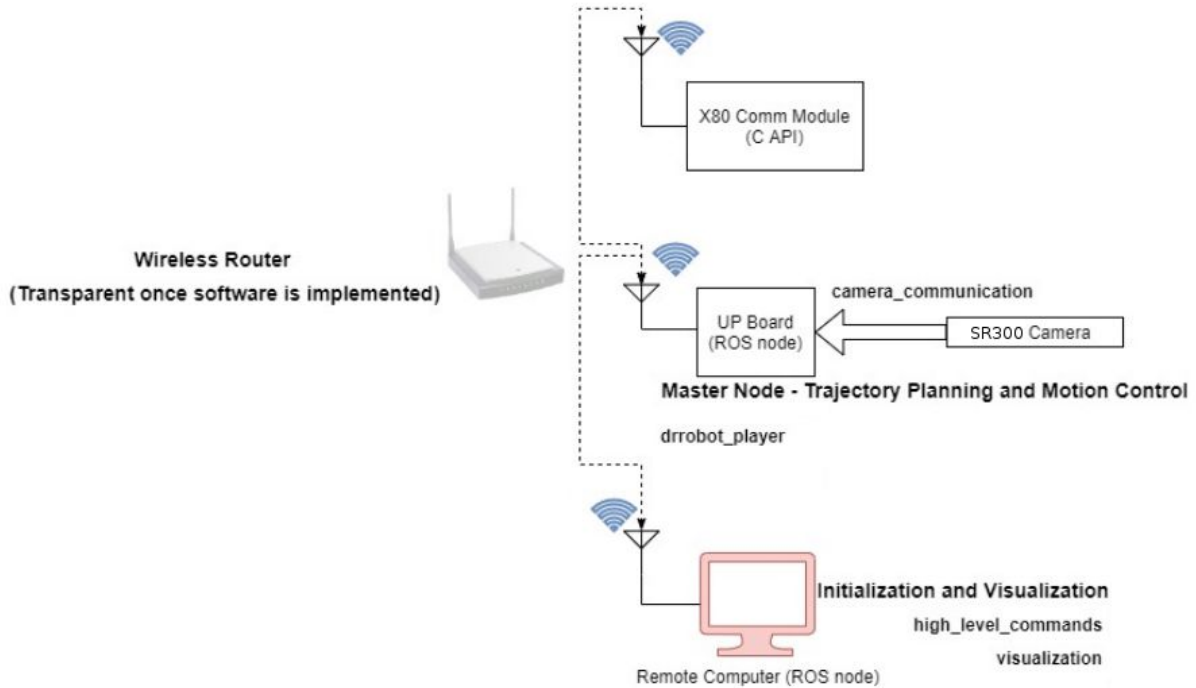 X80 Comm Module
(C API)
Wireless Router
(Transparent once software is implemented)
camera_communication
UP Board
(ROS node)
SR300 Camera
Master Node - Trajectory Planning and Motion Control
drrobot_player
Initialization and Visualization
high_level_commands
visualization
Remote Computer (ROS node)